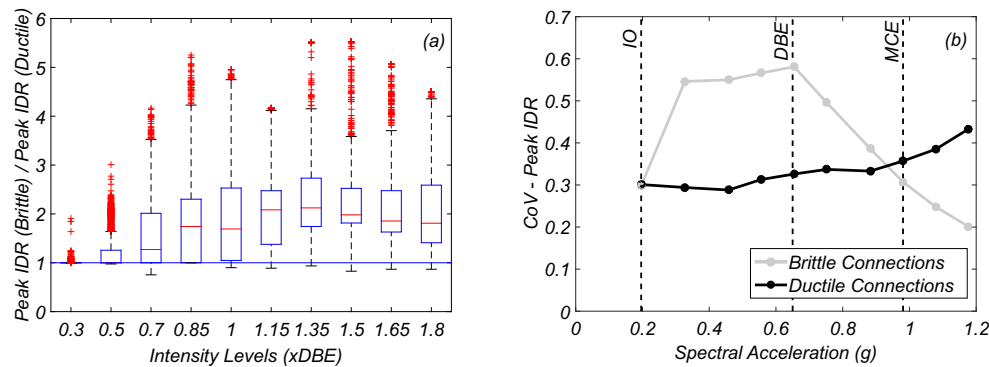 (a)
Peak IDR (Brittle) / Peak IDR (Ductile)
6
5
4
3
2
1
0
0.3 0.5 0.7 0.85 1 1.15 1.35 1.5 1.65 1.8
Intensity Levels (xDBE)
(b)
IO
DBE
MCE
CoV - Peak IDR
0.7
0.6
0.5
0.4
0.3
0.2
0.1
0
Brittle Connections
Ductile Connections
0 0.2 0.4 0.6 0.8 1 1.2
Spectral Acceleration (g)